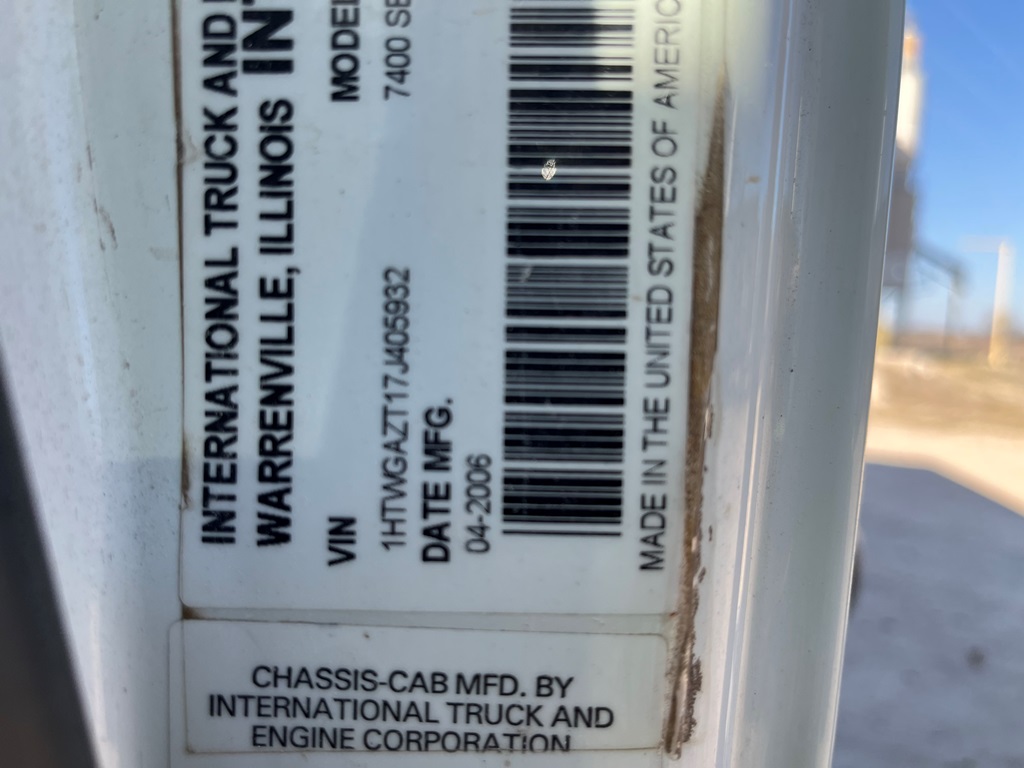 INTERNATIONAL TRUCK AND
WARRENVILLE, ILLINOIS
VIN
MODEL
1HTWGAZT17J405932
7400
DATE MFG.
04-2006
MADE IN THE UNITED STATES OF AMERIC
CHASSIS-CAB MFD. BY
INTERNATIONAL TRUCK AND
ENGINE CORPORATION